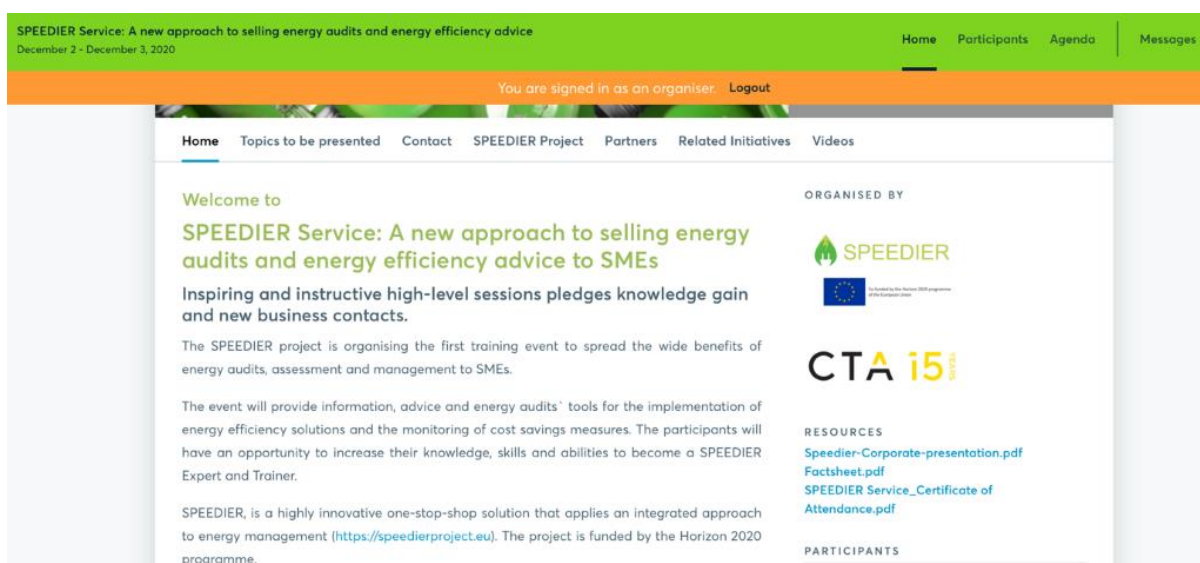 SPEEDIER Service: A new approach to selling energy audits and energy efficiency advice
December 2 - December 3, 2020
Home Participants Agenda Messages
You are signed in as an organiser. Logout
Home Topics to be presented Contact SPEEDIER Project Partners Related Initiatives Videos
Welcome to
SPEEDIER Service: A new approach to selling energy
audits and energy efficiency advice to SMEs
Inspiring and instructive high-level sessions pledges knowledge gain
and new business contacts.
The SPEEDIER project is organising the first training event to spread the wide benefits of
energy audits, assessment and management to SMEs.
The event will provide information, advice and energy audits` tools for the implementation of
energy efficiency solutions and the monitoring of cost savings measures. The participants will
have an opportunity to increase their knowledge, skills and abilities to become a SPEEDIER
Expert and Trainer.
SPEEDIER, is a highly innovative one-stop-shop solution that applies an integrated approach
to energy management (https://speedierproject.eu). The project is funded by the Horizon 2020
programme.
ORGANISED BY
SPEEDIER
CTA 15 YEARS
RESOURCES
Speedier-Corporate-presentation.pdf
Factsheet.pdf
SPEEDIER Service_Certificate of
Attendance.pdf
PARTICIPANTS